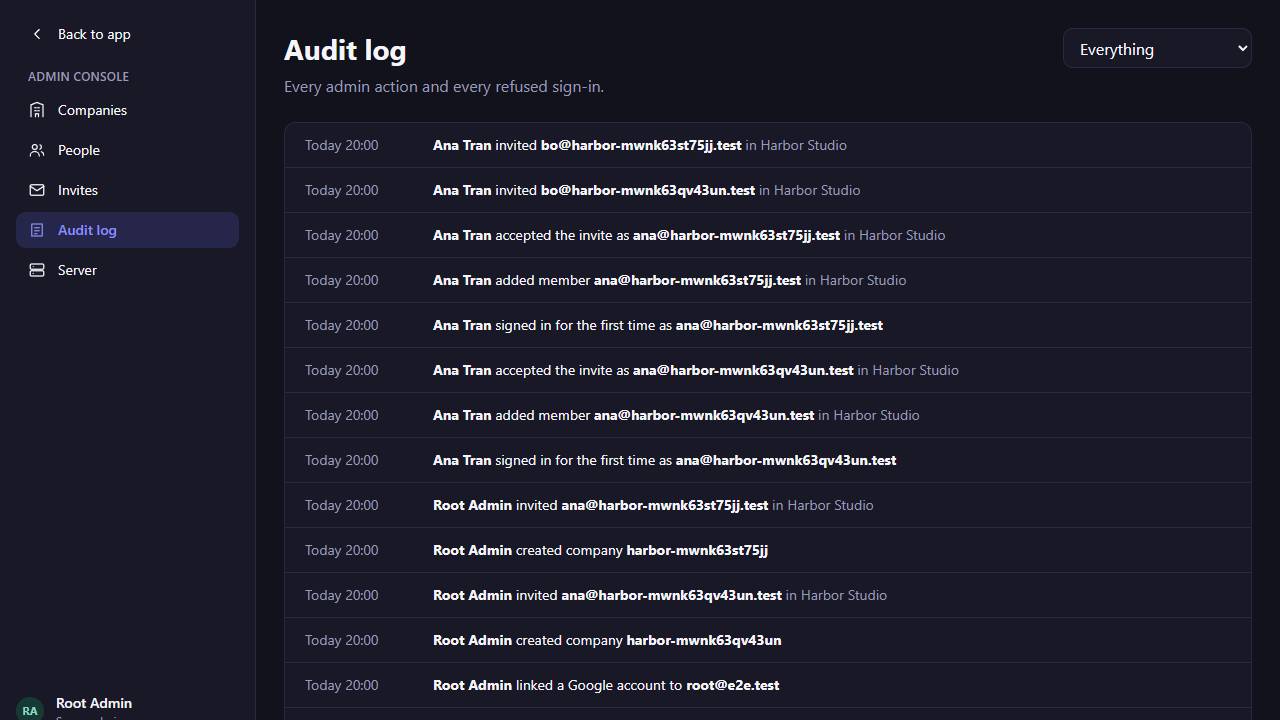 Back to app
ADMIN CONSOLE
Companies
People
Invites
Audit log
Server
RA
Root Admin
Audit log
Everything
Every admin action and every refused sign-in.
Today 20:00 Ana Tran invited bo@harbor-mwnk63st75jj.test in Harbor Studio
Today 20:00 Ana Tran invited bo@harbor-mwnk63qv43un.test in Harbor Studio
Today 20:00 Ana Tran accepted the invite as ana@harbor-mwnk63st75jj.test in Harbor Studio
Today 20:00 Ana Tran added member ana@harbor-mwnk63st75jj.test in Harbor Studio
Today 20:00 Ana Tran signed in for the first time as ana@harbor-mwnk63st75jj.test
Today 20:00 Ana Tran accepted the invite as ana@harbor-mwnk63qv43un.test in Harbor Studio
Today 20:00 Ana Tran added member ana@harbor-mwnk63qv43un.test in Harbor Studio
Today 20:00 Ana Tran signed in for the first time as ana@harbor-mwnk63qv43un.test
Today 20:00 Root Admin invited ana@harbor-mwnk63st75jj.test in Harbor Studio
Today 20:00 Root Admin created company harbor-mwnk63st75jj
Today 20:00 Root Admin invited ana@harbor-mwnk63qv43un.test in Harbor Studio
Today 20:00 Root Admin created company harbor-mwnk63qv43un
Today 20:00 Root Admin linked a Google account to root@e2e.test